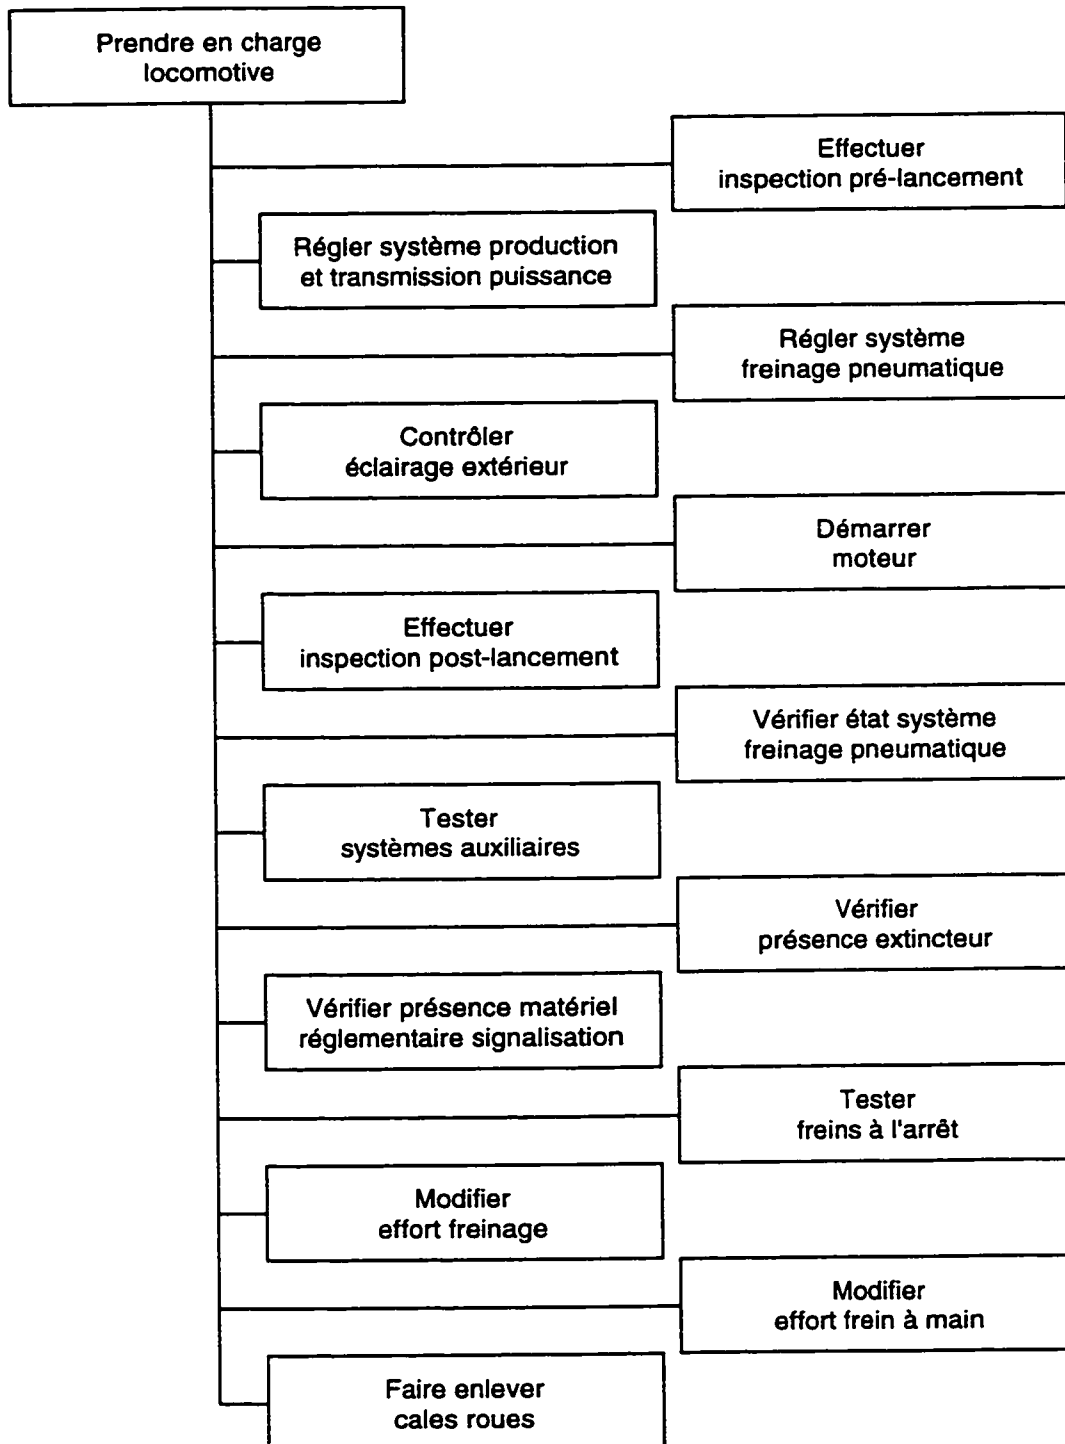 Prendre en charge
locomotive
Effectuer
inspection pré-lancement
Régler système production
et transmission puissance
Régler système
freinage pneumatique
Contrôler
éclairage extérieur
Démarrer
moteur
Effectuer
inspection post-lancement
Vérifier état système
freinage pneumatique
Tester
systèmes auxiliaires
Vérifier
présence extincteur
Vérifier présence matériel
réglementaire signalisation
Tester
freins à l'arrêt
Modifier
effort freinage
Modifier
effort frein à main
Faire enlever
cales roues